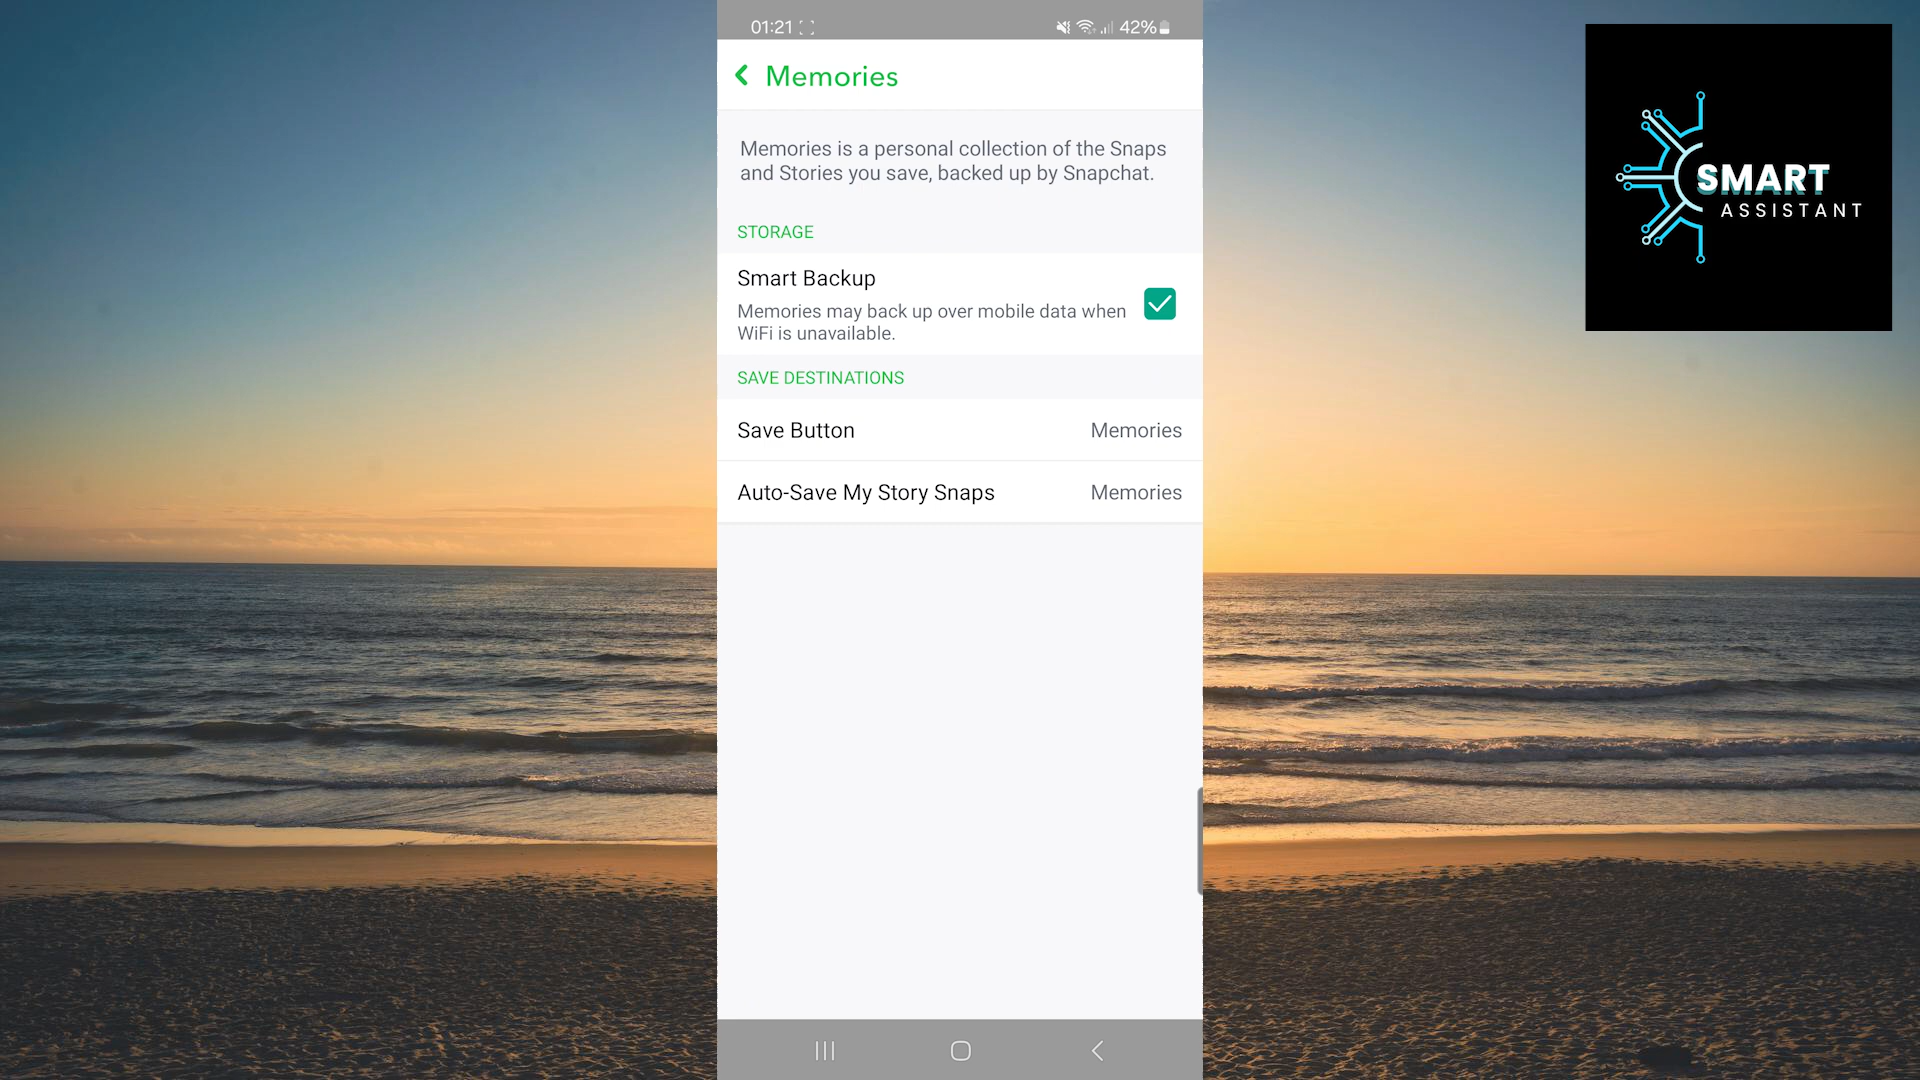 01:21
42%
Memories
Memories is a personal collection of the Snaps
and Stories you save, backed up by Snapchat.
STORAGE
Smart Backup
Memories may back up over mobile data when
WiFi is unavailable.
SAVE DESTINATIONS
Save Button
Memories
Auto-Save My Story Snaps
Memories
SMART
ASSISTANT